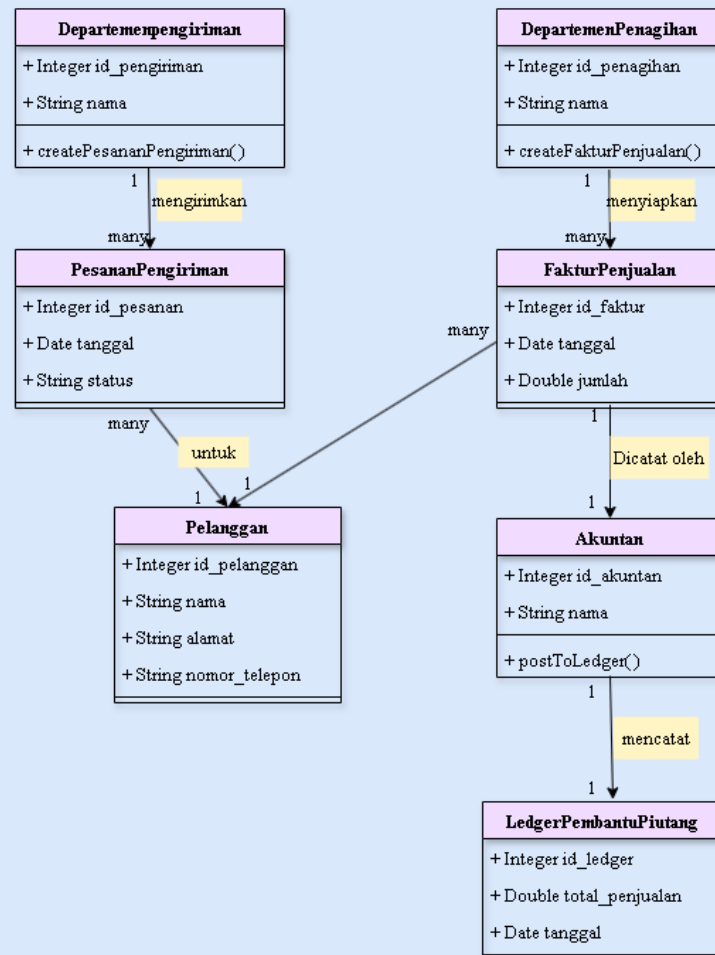 Departemenpengiriman
+ Integer id_pengiriman
+ String nama
+ createPesananPengiriman()
DepartemenPenagihan
+ Integer id_penagihan
+ String nama
+ createFakturPenjualan()
1
mengirimkan
many
1
menyiapkan
many
PesananPengiriman
+ Integer id_pesanan
+ Date tanggal
+ String status
FakturPenjualan
+ Integer id_faktur
+ Date tanggal
+ Double jumlah
many
many
untuk
1
1
1
Dicatat oleh
1
Pelanggan
+ Integer id_pelanggan
+ String nama
+ String alamat
+ String nomor_telepon
Akuntan
+ Integer id_akuntan
+ String nama
+ postToLedger()
1
mencatat
1
LedgerPembantuPiutang
+ Integer id_ledger
+ Double total_penjualan
+ Date tanggal